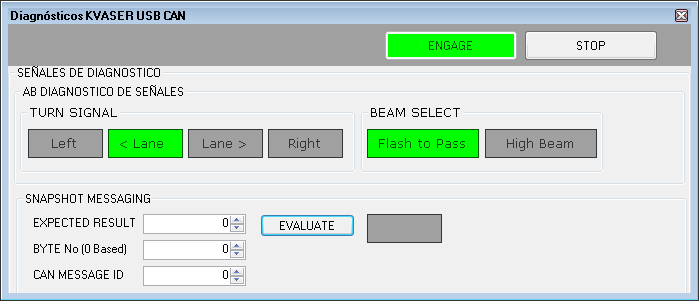 Diagnósticos KVASER USB CAN
ENGAGE STOP
SEÑALES DE DIAGNOSTICO
AB DIAGNOSTICO DE SEÑALES
TURN SIGNAL BEAM SELECT
Left < Lane Lane > Right Flash to Pass High Beam
SNAPSHOT MESSAGING
EXPECTED RESULT 0 EVALUATE
BYTE No (0 Based) 0
CAN MESSAGE ID 0